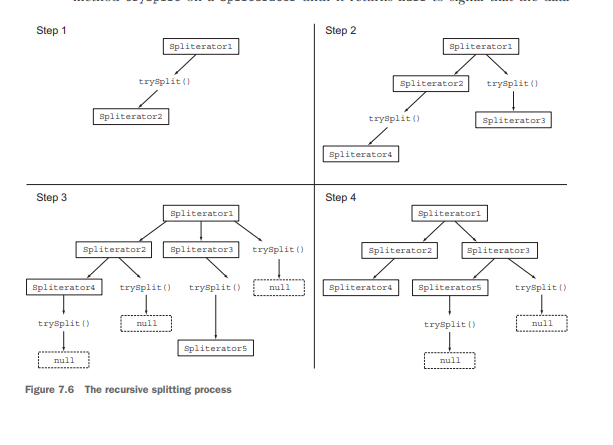 method trySplit on a Spliterator until it returns null to signal that the data
Step 1
Spliterator1
trySplit()
Spliterator2
Step 2
Spliterator1
Spliterator2 trySplit()
trySplit() Spliterator3
Spliterator4
Step 3
Spliterator1
Spliterator2 Spliterator3 trySplit()
Spliterator4 trySplit() trySplit() null
trySplit() null
Spliterator5
null
Step 4
Spliterator1
Spliterator2 Spliterator3
Spliterator4 Spliterator5 trySplit()
trySplit() null
null
Figure 7.6 The recursive splitting process